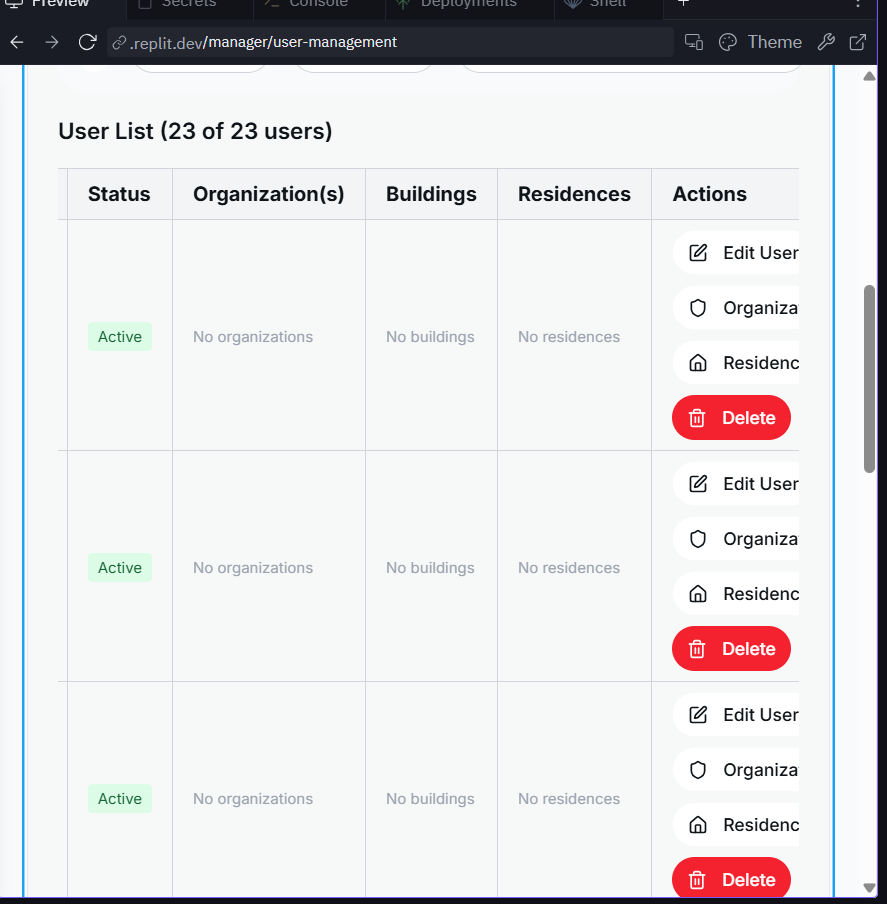 Preview Secrets Console Deployments Shell
.replit.dev/manager/user-management Theme
User List (23 of 23 users)
Status Organization(s) Buildings Residences Actions
Edit User
Organiza
Active No organizations No buildings No residences
Residenc
Delete
Edit User
Organiza
Active No organizations No buildings No residences
Residenc
Delete
Edit User
Organiza
Active No organizations No buildings No residences
Residenc
Delete